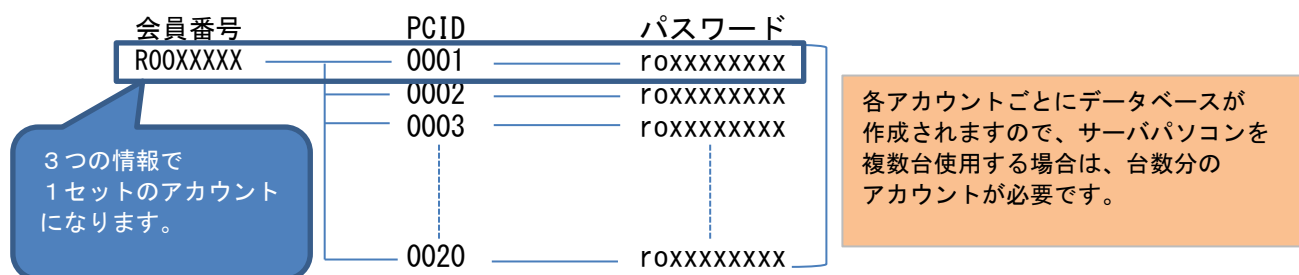 会員番号 PCID パスワード
R00XXXXX 0001 roxxxxxxxx
0002 roxxxxxxxx
0003 roxxxxxxxx
0020 roxxxxxxxx
３つの情報で
１セットのアカウント
になります。
各アカウントごとにデータベースが
作成されますので、サーバパソコンを
複数台使用する場合は、台数分の
アカウントが必要です。